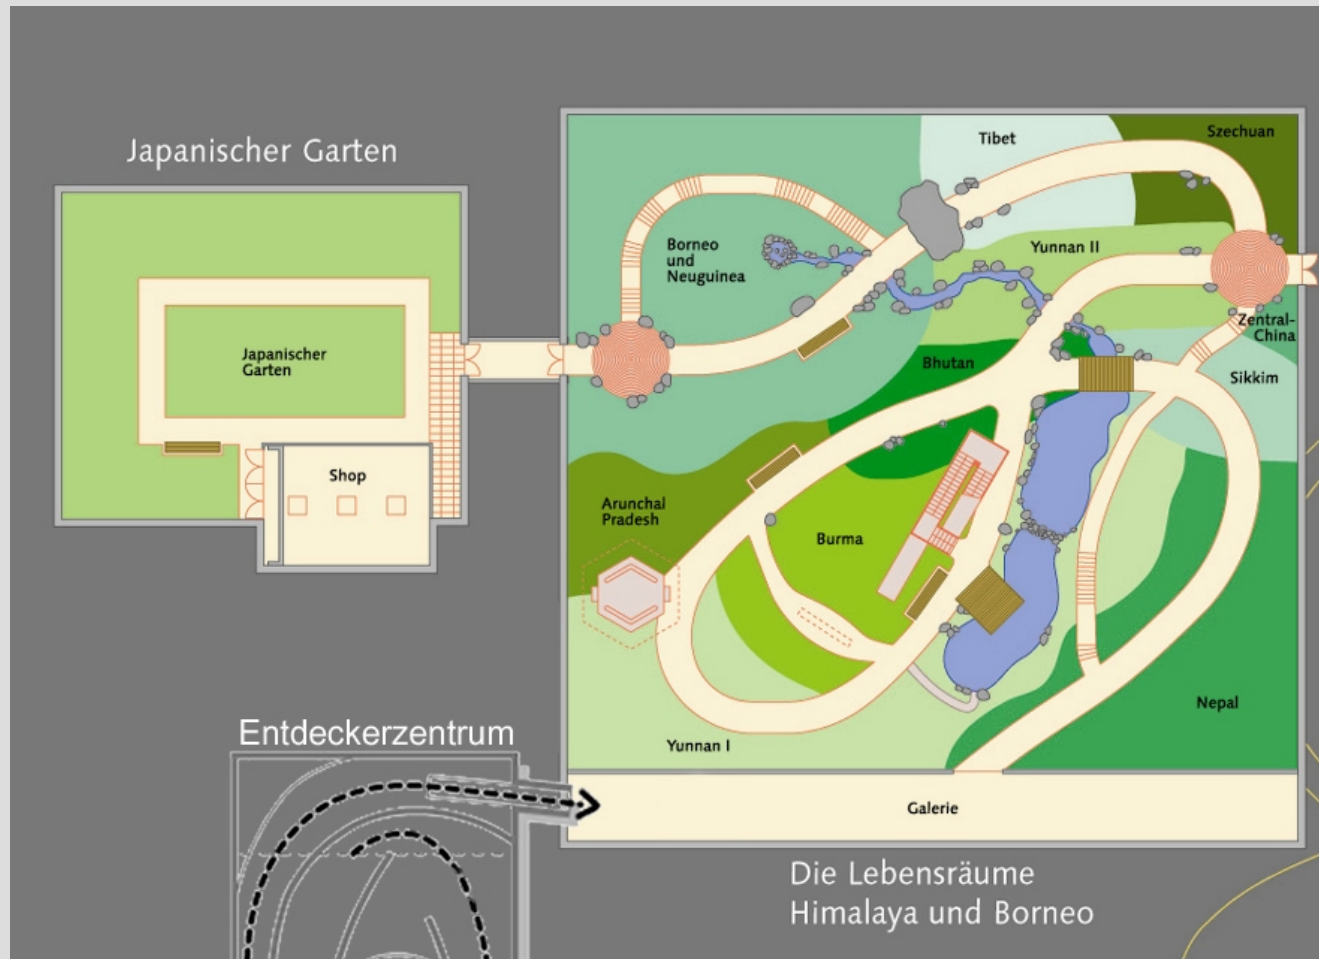 Japanischer Garten
Tibet
Szechuan
Borneo
und
Neuguinea
Yunnan II
Zentral-
China
Japanischer
Garten
Bhutan
Sikkim
Shop
Arunchal
Pradesh
Burma
Nepal
Entdeckerzentrum
Yunnan I
Galerie
Die Lebensräume
Himalaya und Borneo